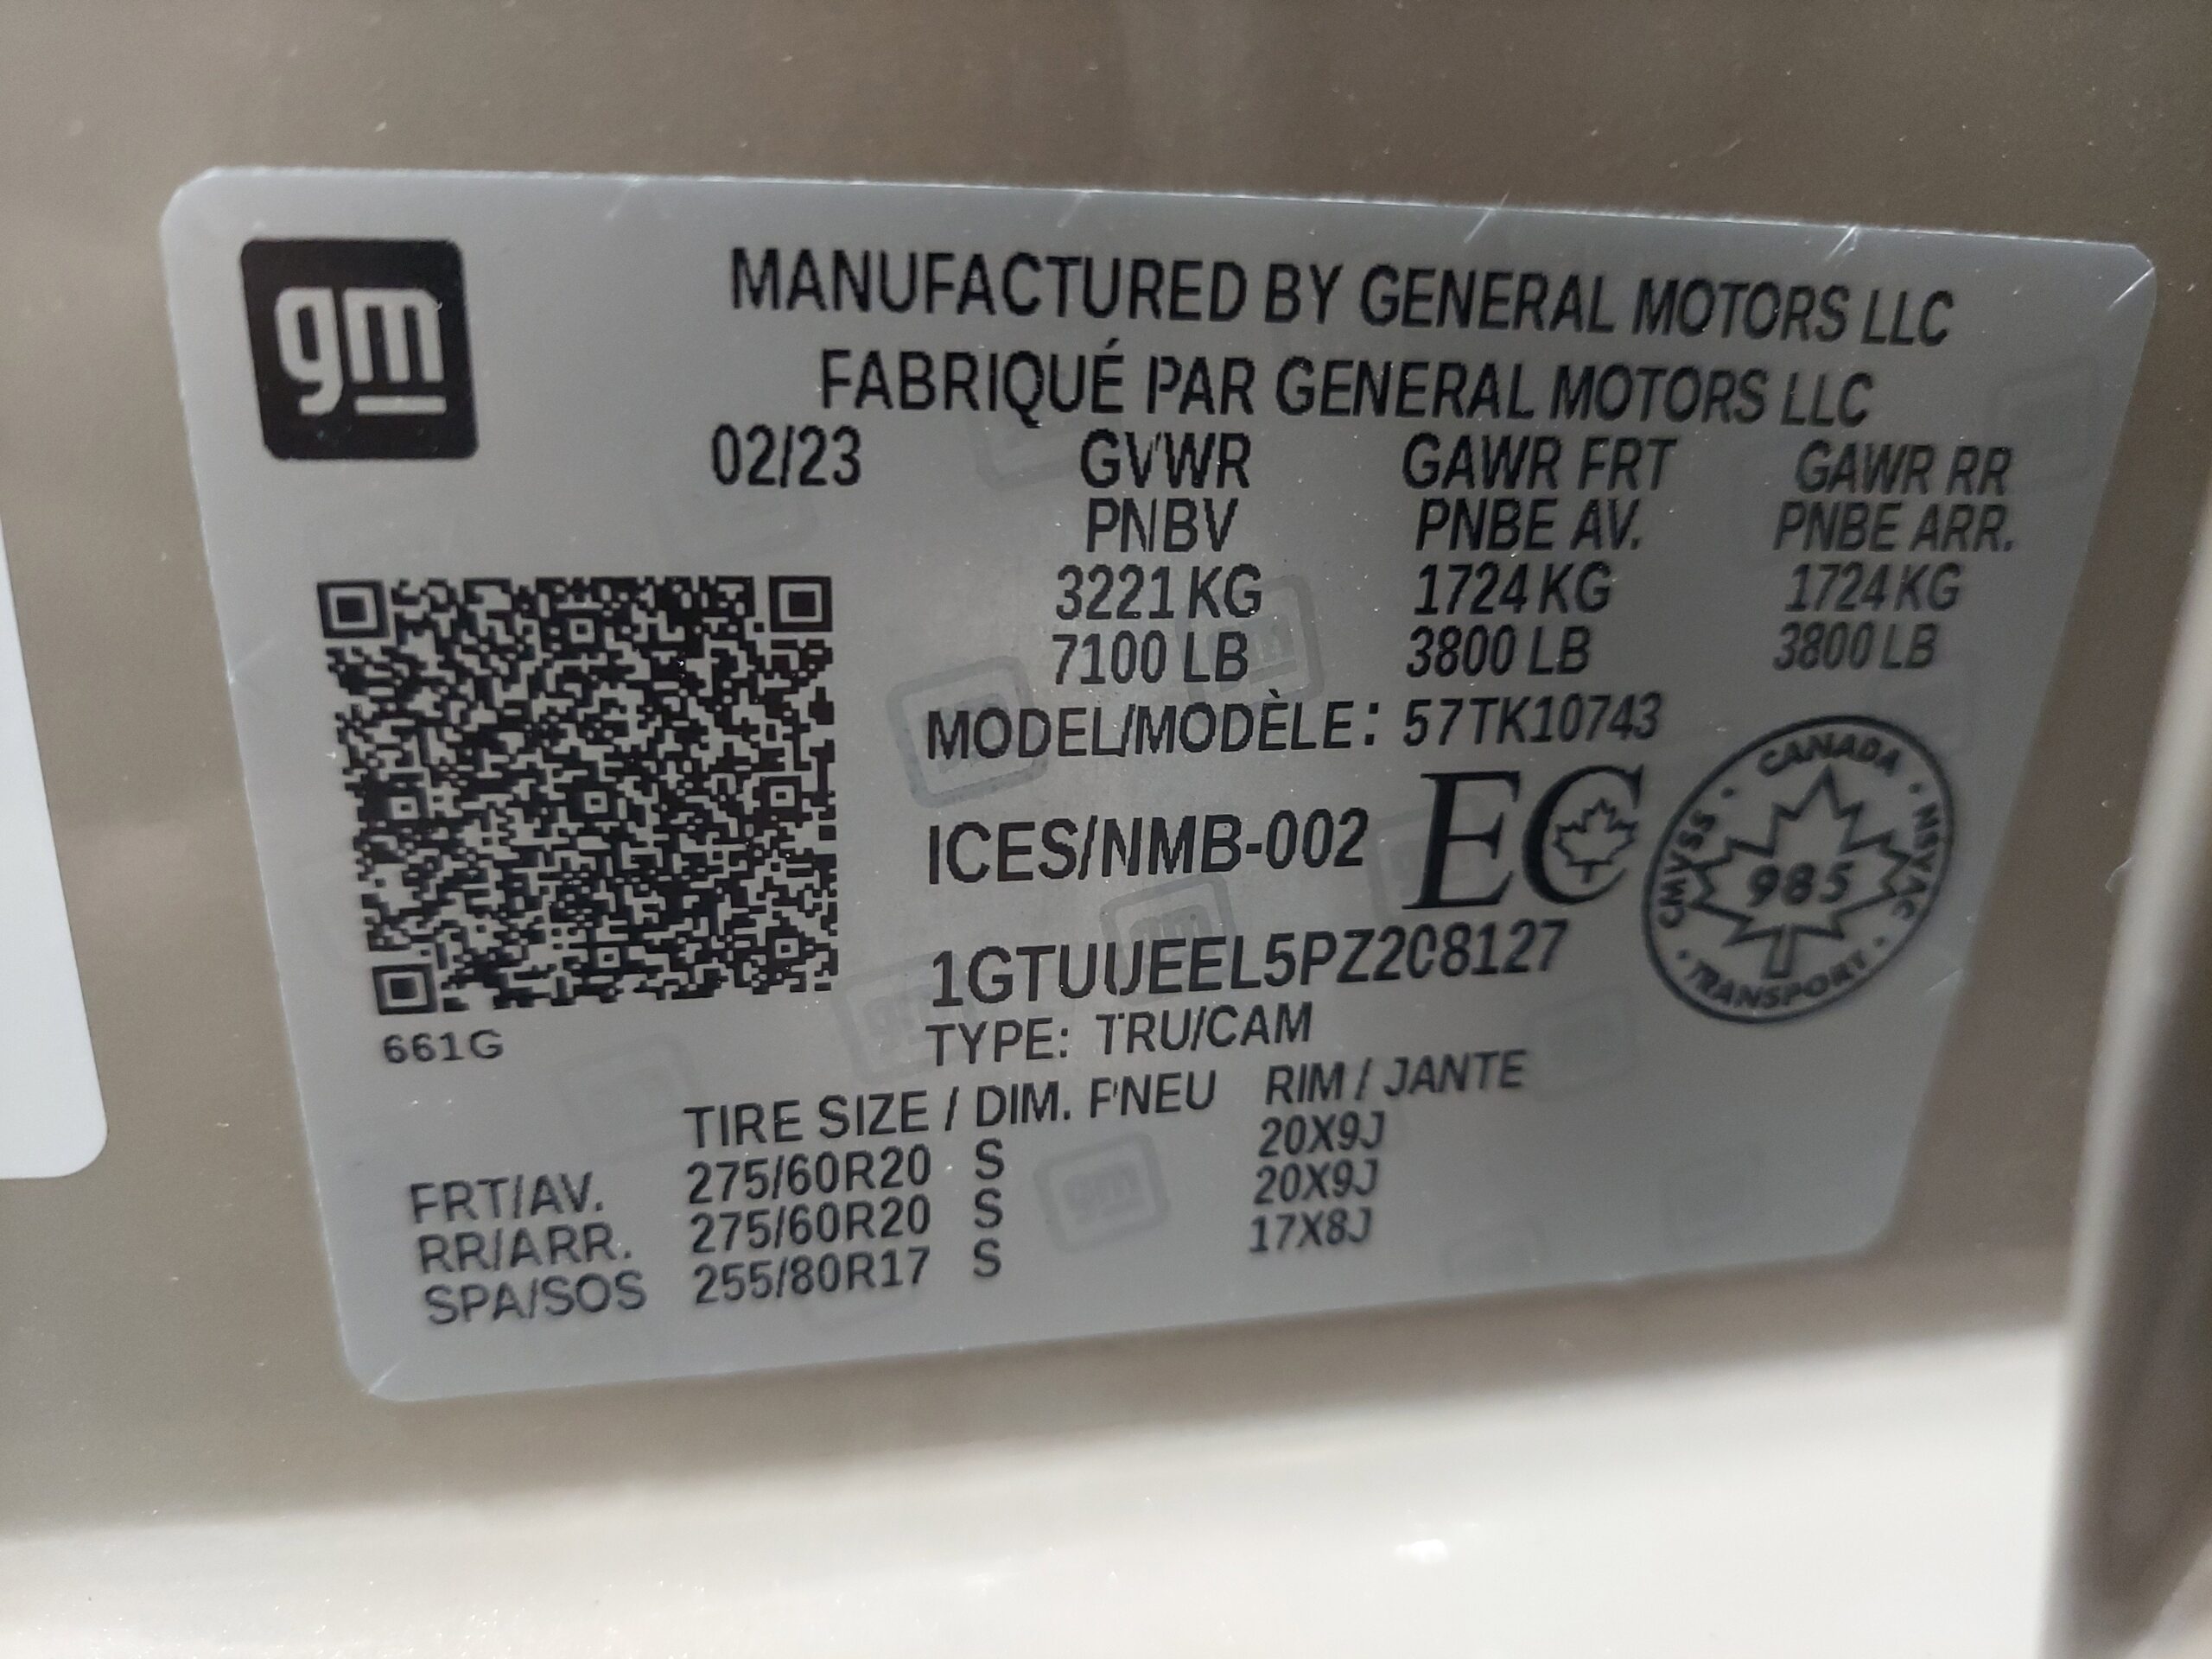 gm
MANUFACTURED BY GENERAL MOTORS LLC
FABRIQUÉ PAR GENERAL MOTORS LLC
02/23 GVWR GAWR FRT GAWR RR
PNBV PNBE AV. PNBE ARR.
3221 KG 1724 KG 1724 KG
7100 LB 3800 LB 3800 LB
MODEL/MODÈLE: 57TK10743
ICES/NMB-002 EC
CANADA · NSVAC · TRANSPORT · CMVSS ·
985
1GTUUEEL5PZ208127
TYPE: TRU/CAM
661G
TIRE SIZE / DIM. PNEU RIM / JANTE
FRT/AV. 275/60R20 S 20X9J
RR/ARR. 275/60R20 S 20X9J
SPA/SOS 255/80R17 S 17X8J